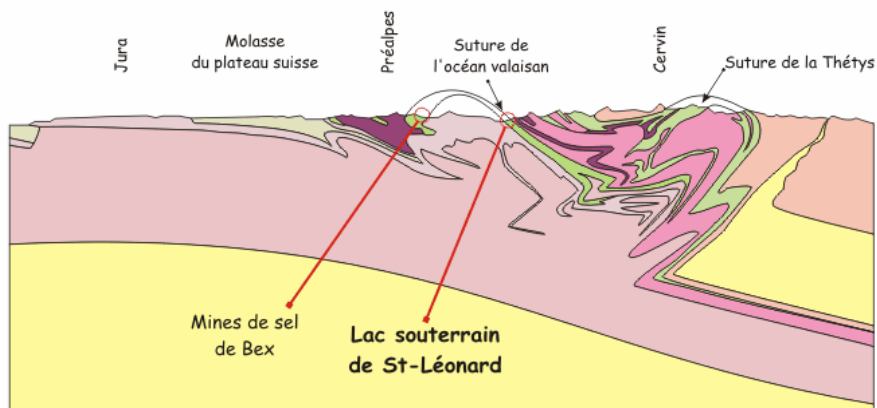 Jura
Molasse
du plateau suisse
Préalpes
Suture de
l'océan valaisan
Cervin
Suture de la Thétys
Mines de sel
de Bex
Lac souterrain
de St-Léonard